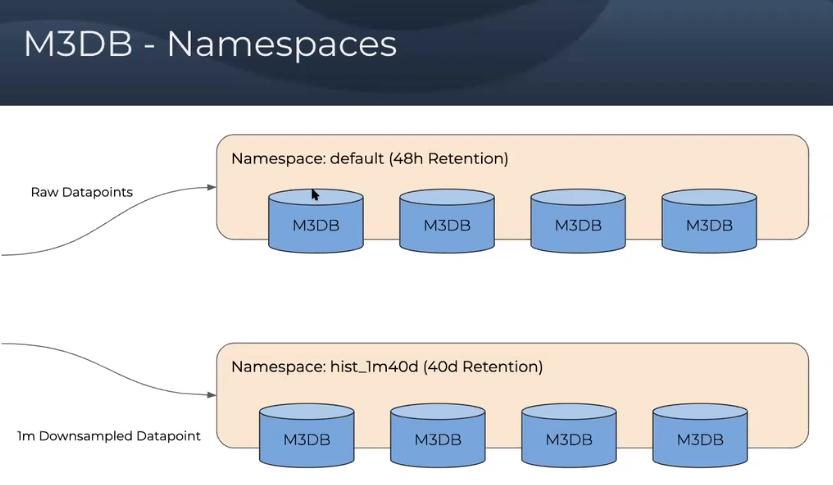 M3DB - Namespaces
Namespace: default (48h Retention)
Raw Datapoints
M3DB
M3DB
M3DB
M3DB
Namespace: hist_1m40d (40d Retention)
1m Downsampled Datapoint
M3DB
M3DB
M3DB
M3DB